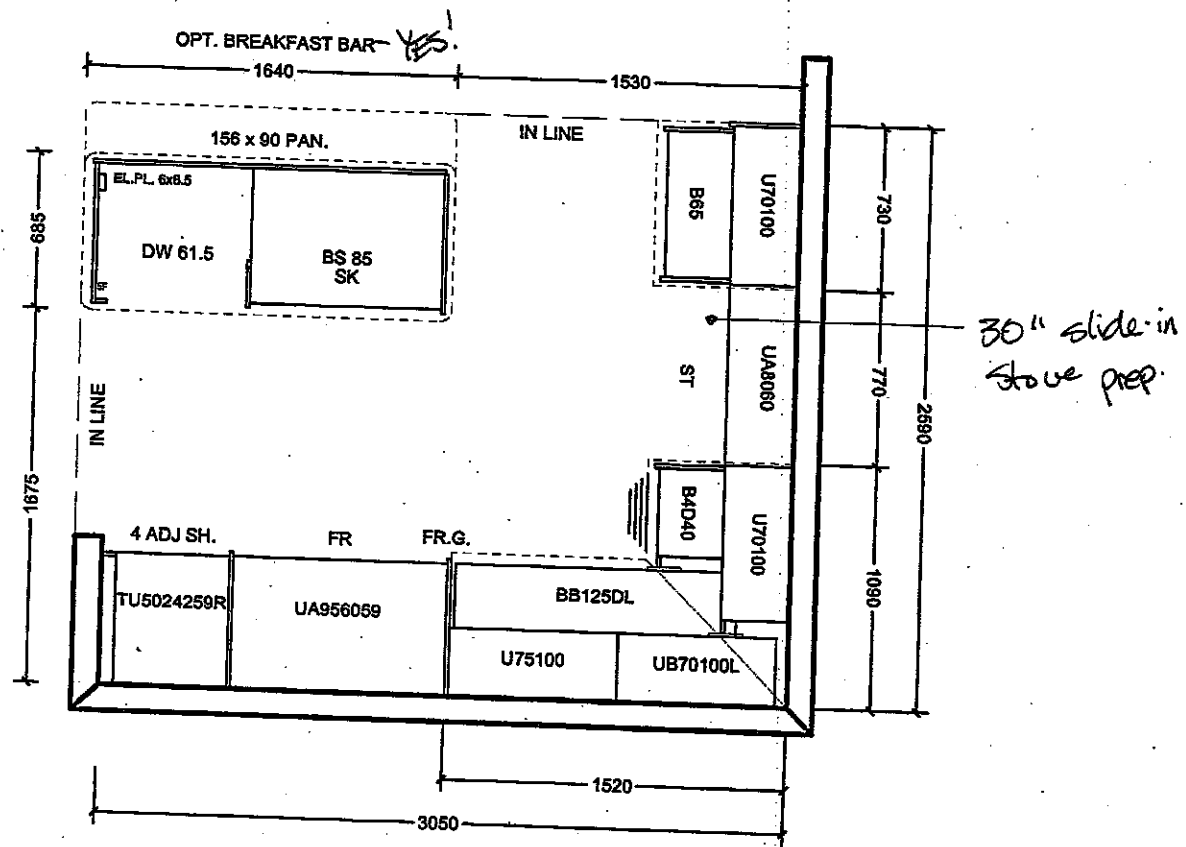 OPT. BREAKFAST BAR - YES!
1640
1530
156 x 90 PAN.
IN LINE
EL.PL. 6x8.5
B65
U70100
730
685
DW 61.5
BS 85
SK
30" slide-in
stove prep.
ST
UA8060
770
2590
IN LINE
1675
B4D40
U70100
1090
4 ADJ SH.
FR
FR.G.
TU5024259R
UA956059
BB125DL
U75100
UB70100L
1520
3050